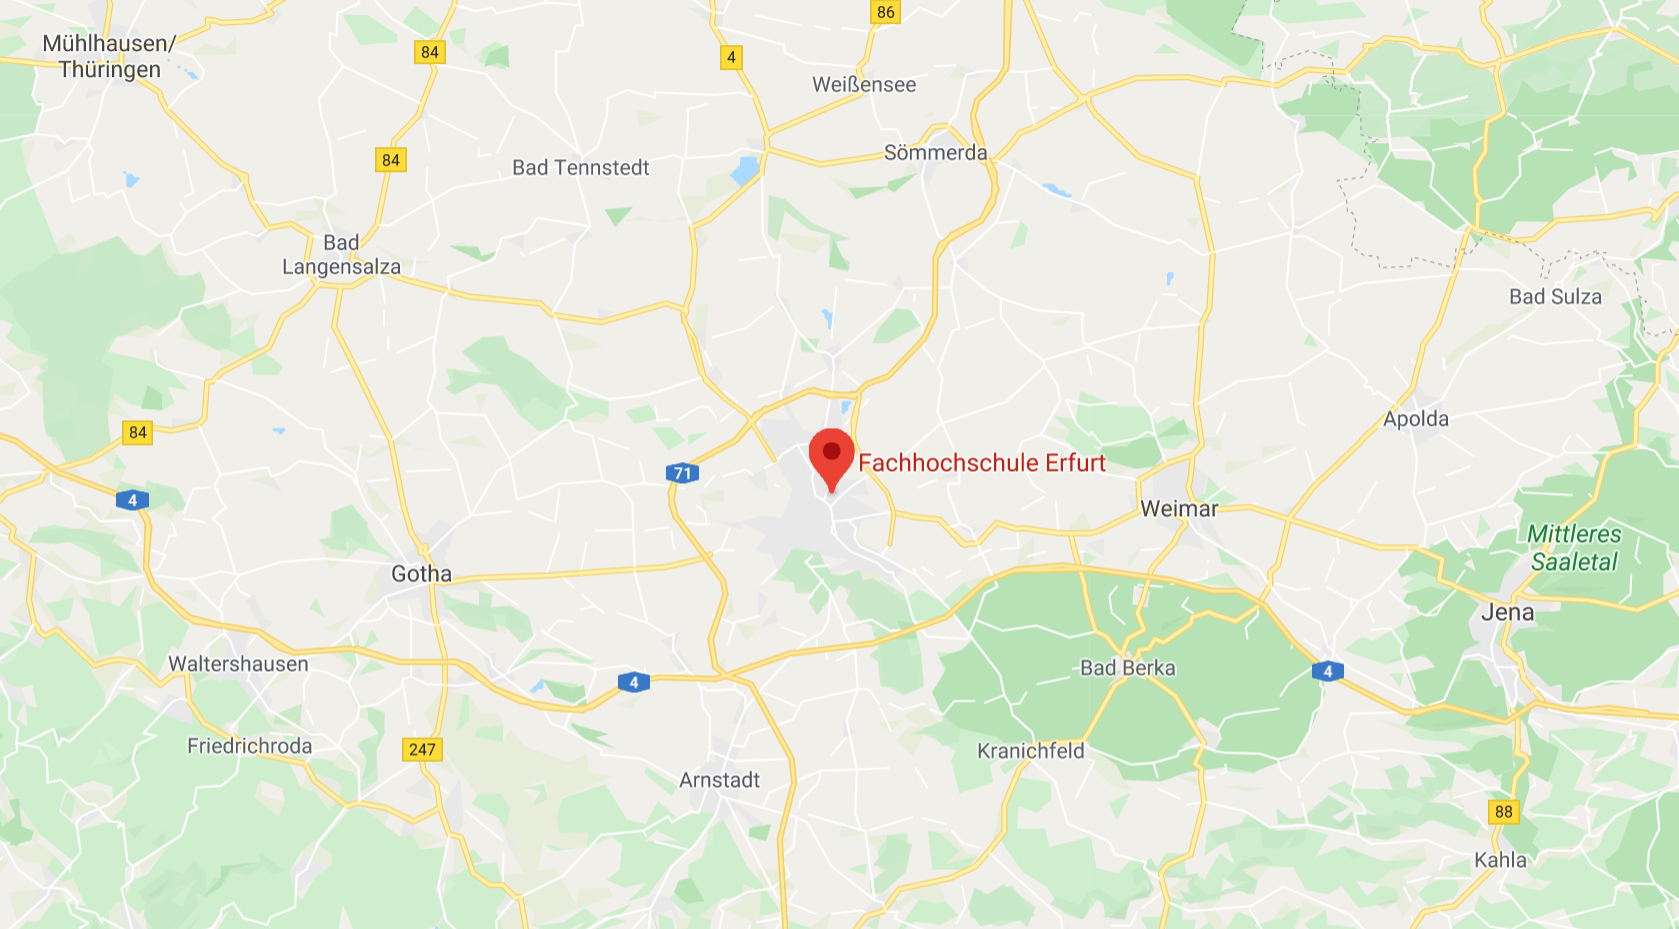 86
Mühlhausen/
Thüringen
84
4
Weißensee
Sömmerda
84
Bad Tennstedt
Bad
Langensalza
Bad Sulza
Apolda
84
Fachhochschule Erfurt
71
4
Weimar
Mittleres
Saaletal
Gotha
Jena
Waltershausen
Bad Berka
4
4
Friedrichroda
247
Kranichfeld
Arnstadt
88
Kahla